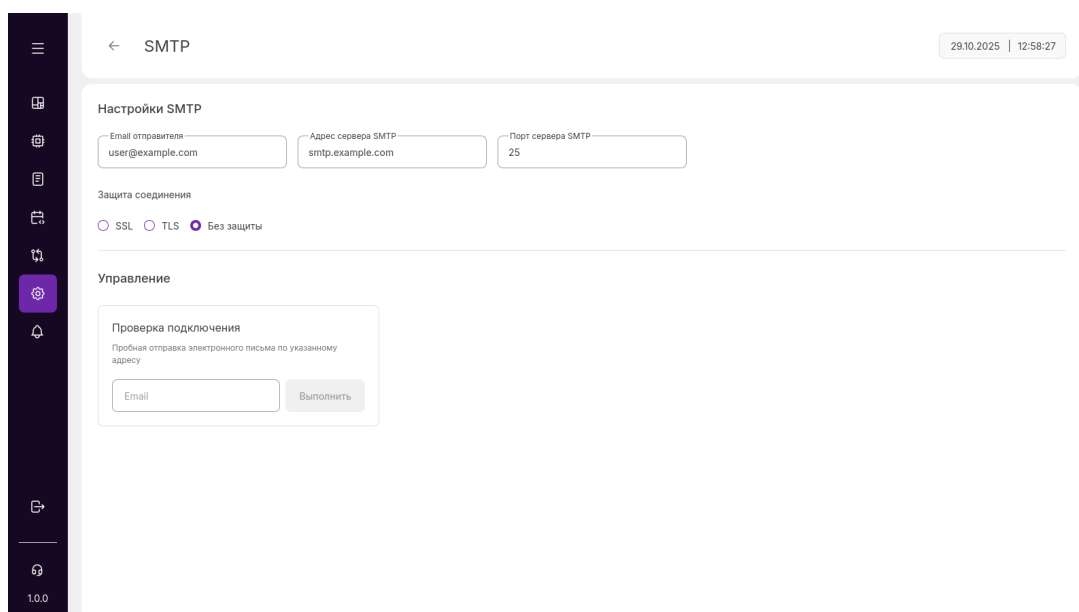 SMTP
29.10.2025 | 12:58:27
Настройки SMTP
Email отправителя
user@example.com
Адрес сервера SMTP
smtp.example.com
Порт сервера SMTP
25
Защита соединения
SSL TLS Без защиты
Управление
Проверка подключения
Пробная отправка электронного письма по указанному
адресу
Email
Выполнить
1.0.0